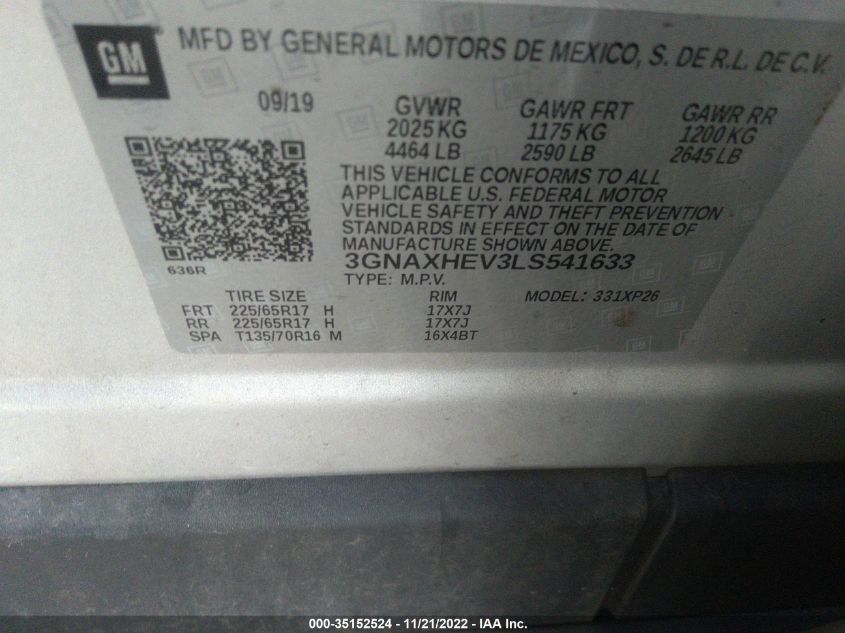 GM
MFD BY GENERAL MOTORS DE MEXICO, S. DE R.L. DE C.V.
09/19 GVWR GAWR FRT GAWR RR
2025 KG 1175 KG 1200 KG
4464 LB 2590 LB 2645 LB
THIS VEHICLE CONFORMS TO ALL
APPLICABLE U.S. FEDERAL MOTOR
VEHICLE SAFETY AND THEFT PREVENTION
STANDARDS IN EFFECT ON THE DATE OF
MANUFACTURE SHOWN ABOVE.
3GNAXHEV3LS541633
636R
TYPE: M.P.V.
TIRE SIZE RIM MODEL: 331XP26
FRT 225/65R17 H 17X7J
RR 225/65R17 H 17X7J
SPA T135/70R16 M 16X4BT
000-35152524 - 11/21/2022 - IAA Inc.